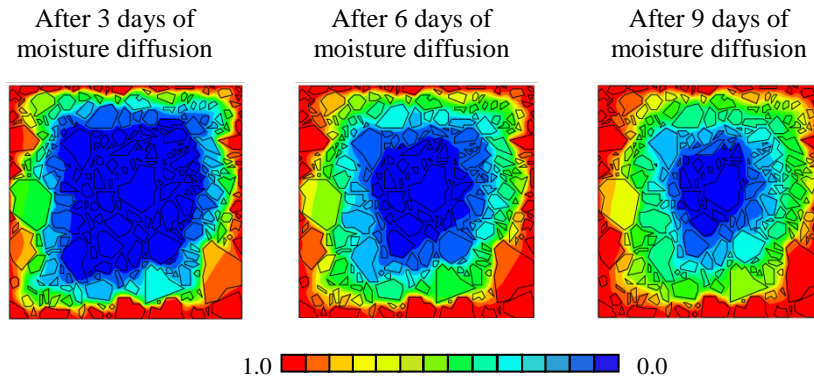 After 3 days of
moisture diffusion
After 6 days of
moisture diffusion
After 9 days of
moisture diffusion
1.0
0.0